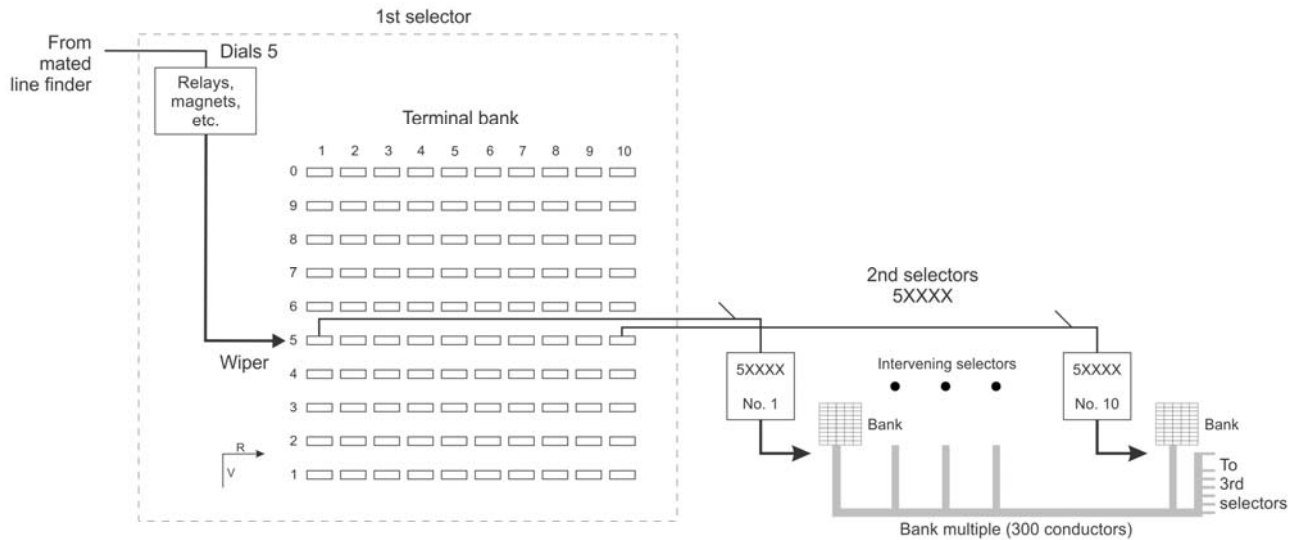 1st selector
From
mated
line finder
Dials 5
Relays,
magnets,
etc.
Terminal bank
1 2 3 4 5 6 7 8 9 10
0
9
8
7
6
5
4
3
2
1
Wiper
R
V
2nd selectors
5XXXX
5XXXX
No. 1
Bank
Intervening selectors
5XXXX
No. 10
Bank
To
3rd
selectors
Bank multiple (300 conductors)